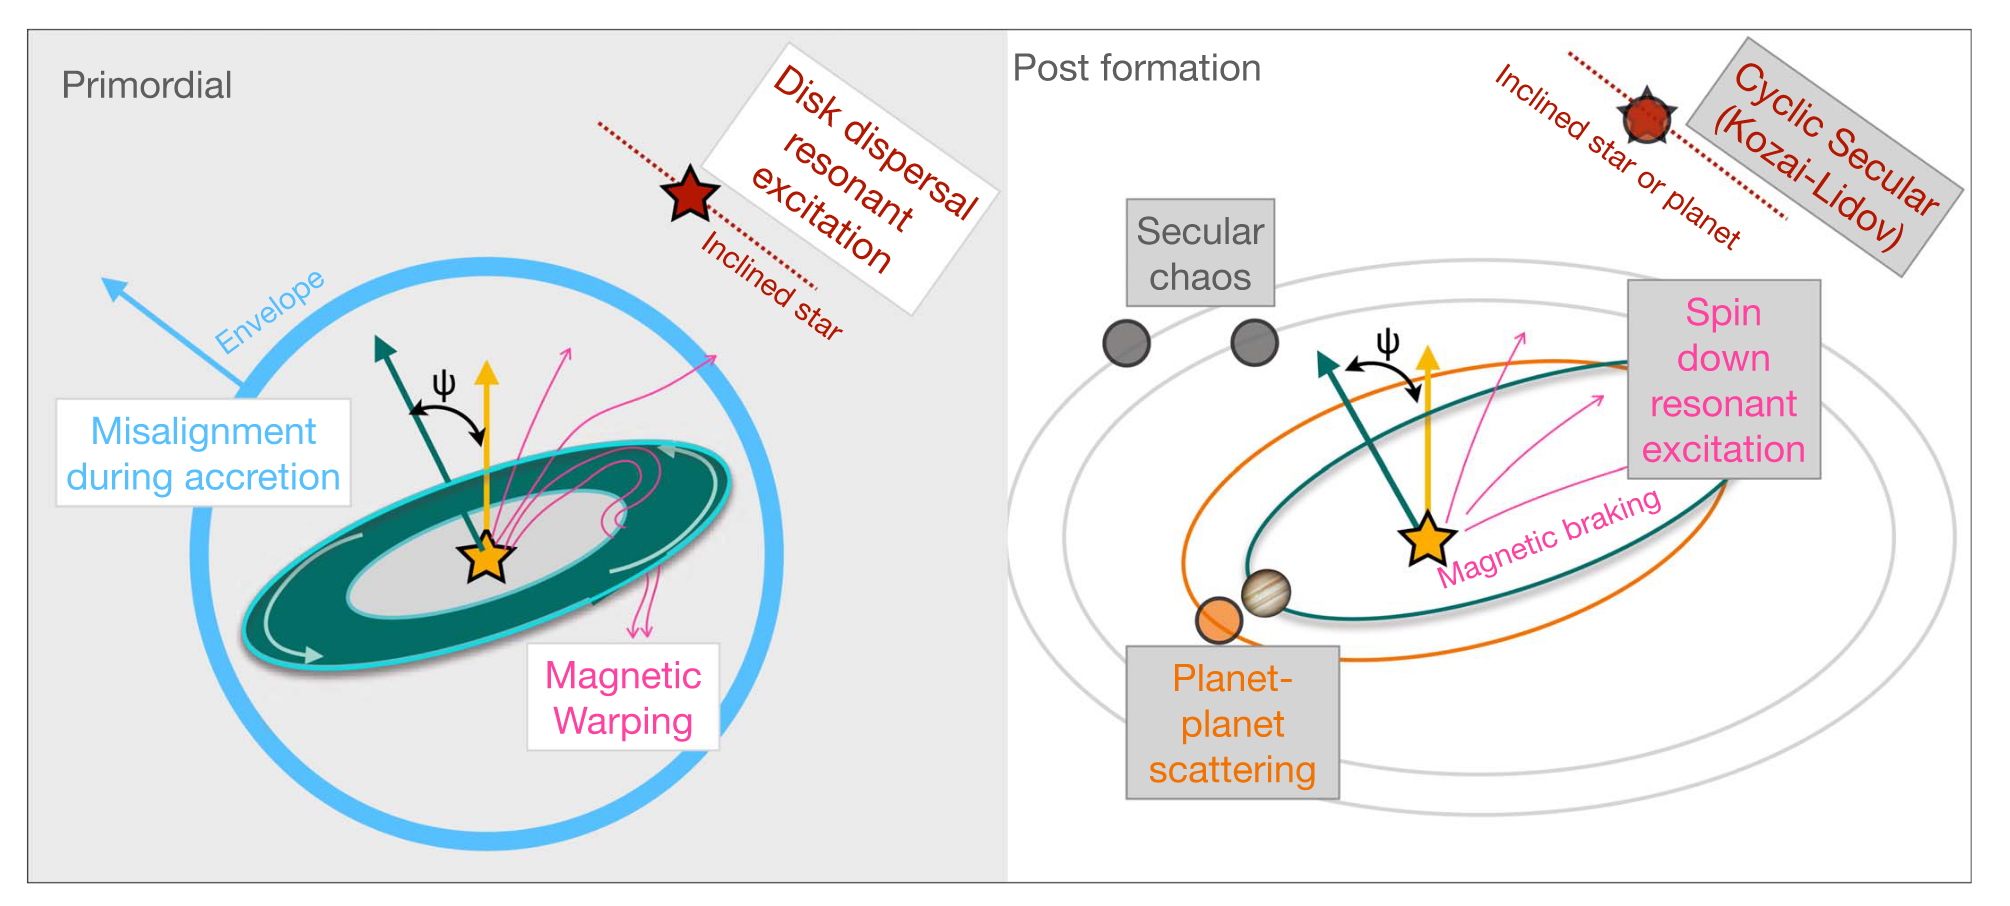 Primordial
Disk dispersal
resonant
excitation
Inclined star
Envelope
ψ
Misalignment
during accretion
Magnetic
Warping
Post formation
Cyclic Secular
(Kozai-Lidov)
Inclined star or planet
Secular
chaos
ψ
Spin
down
resonant
excitation
Magnetic braking
Planet-
planet
scattering